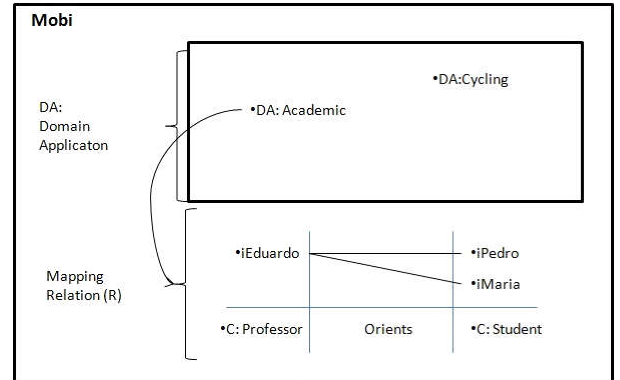 Mobi
•DA:Cycling
DA:
Domain
Applicaton
•DA: Academic
•iEduardo
•iPedro
•iMaria
Mapping
Relation (R)
•C: Professor
Orients
•C: Student